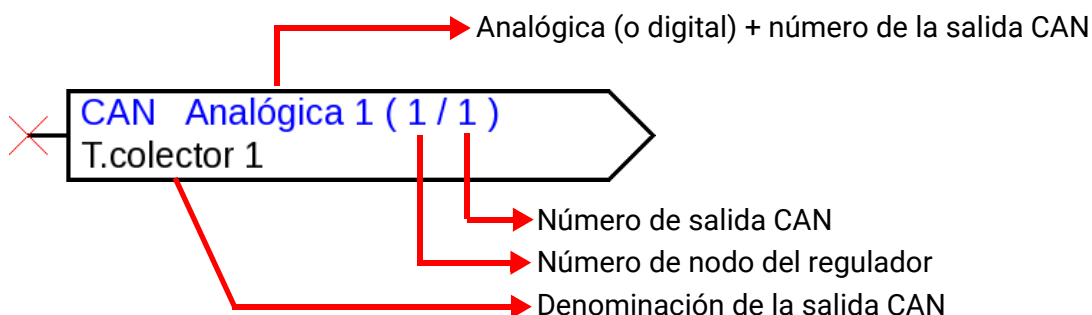 Analógica (o digital) + número de la salida CAN
CAN Analógica 1 ( 1 / 1 )
T.colector 1
Número de salida CAN
Número de nodo del regulador
Denominación de la salida CAN